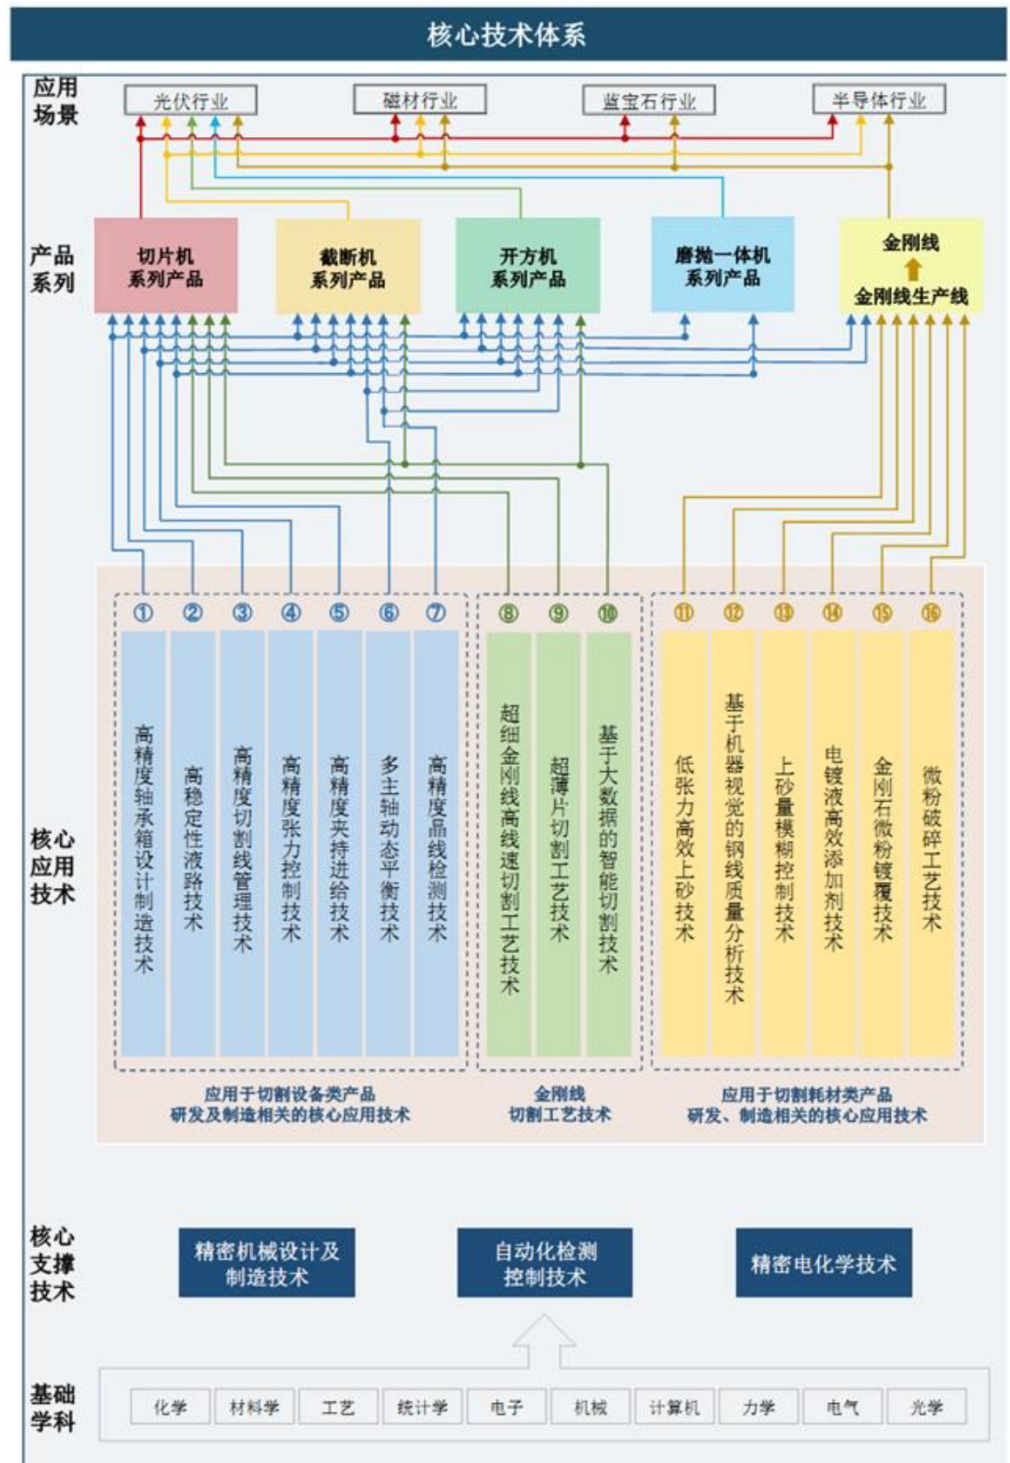 核心技术体系
应用
场景
光伏行业
磁材行业
蓝宝石行业
半导体行业
产品
系列
切片机
系列产品
截断机
系列产品
开方机
系列产品
磨抛一体机
系列产品
金刚线
金刚线生产线
核心
应用
技术
①
②
③
④
⑤
⑥
⑦
⑧
⑨
⑩
⑪
⑫
⑬
⑭
⑮
⑯
高精度轴承箱设计制造技术
高稳定性液路技术
高精度切割线管理技术
高精度张力控制技术
高精度夹持进给技术
多主轴动态平衡技术
高精度晶线检测技术
超细金刚线高线速切割工艺技术
超薄片切割工艺技术
基于大数据的智能切割技术
低张力高效上砂技术
基于机器视觉的钢线质量分析技术
上砂量模糊控制技术
电镀液高效添加剂技术
金刚石微粉镀覆技术
微粉破碎工艺技术
应用于切割设备类产品
研发及制造相关的核心应用技术
金刚线
切割工艺技术
应用于切割耗材类产品
研发、制造相关的核心应用技术
核心
支撑
技术
精密机械设计及
制造技术
自动化检测
控制技术
精密电化学技术
基础
学科
化学
材料学
工艺
统计学
电子
机械
计算机
力学
电气
光学